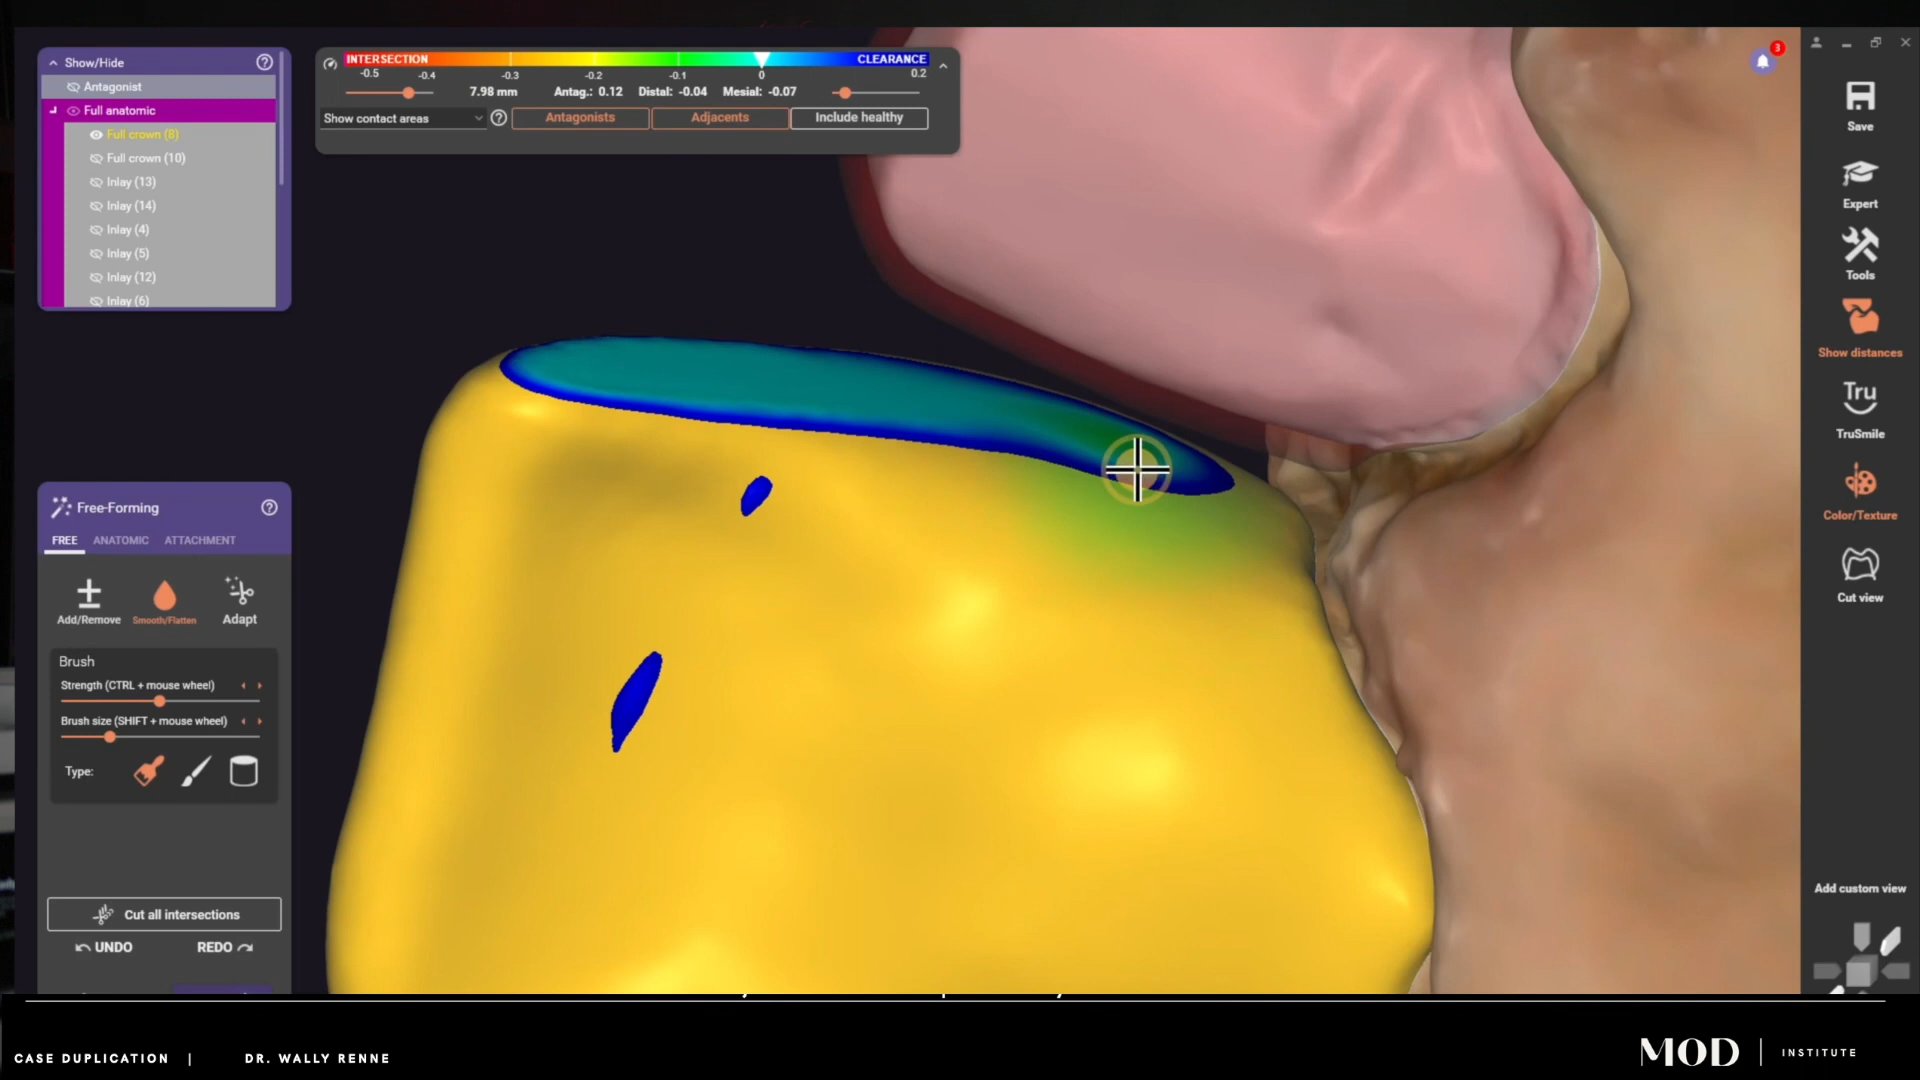 Show/Hide
Antagonist
Full anatomic
Full crown (8)
Full crown (10)
Inlay (13)
Inlay (14)
Inlay (4)
Inlay (5)
Inlay (12)
Inlay (6)
INTERSECTION
CLEARANCE
-0.5 -0.4 -0.3 -0.2 -0.1 0 0.2
7.98 mm Antag.: 0.12 Distal: -0.04 Mesial: -0.07
Show contact areas
Antagonists
Adjacents
Include healthy
3
Save
Expert
Tools
Show distances
Tru
TruSmile
Color/Texture
Cut view
Add custom view
Free-Forming
FREE ANATOMIC ATTACHMENT
Add/Remove Smooth/Flatten Adapt
Brush
Strength (CTRL + mouse wheel)
Brush size (SHIFT + mouse wheel)
Type:
Cut all intersections
UNDO REDO
CASE DUPLICATION | DR. WALLY RENNE
MOD | INSTITUTE